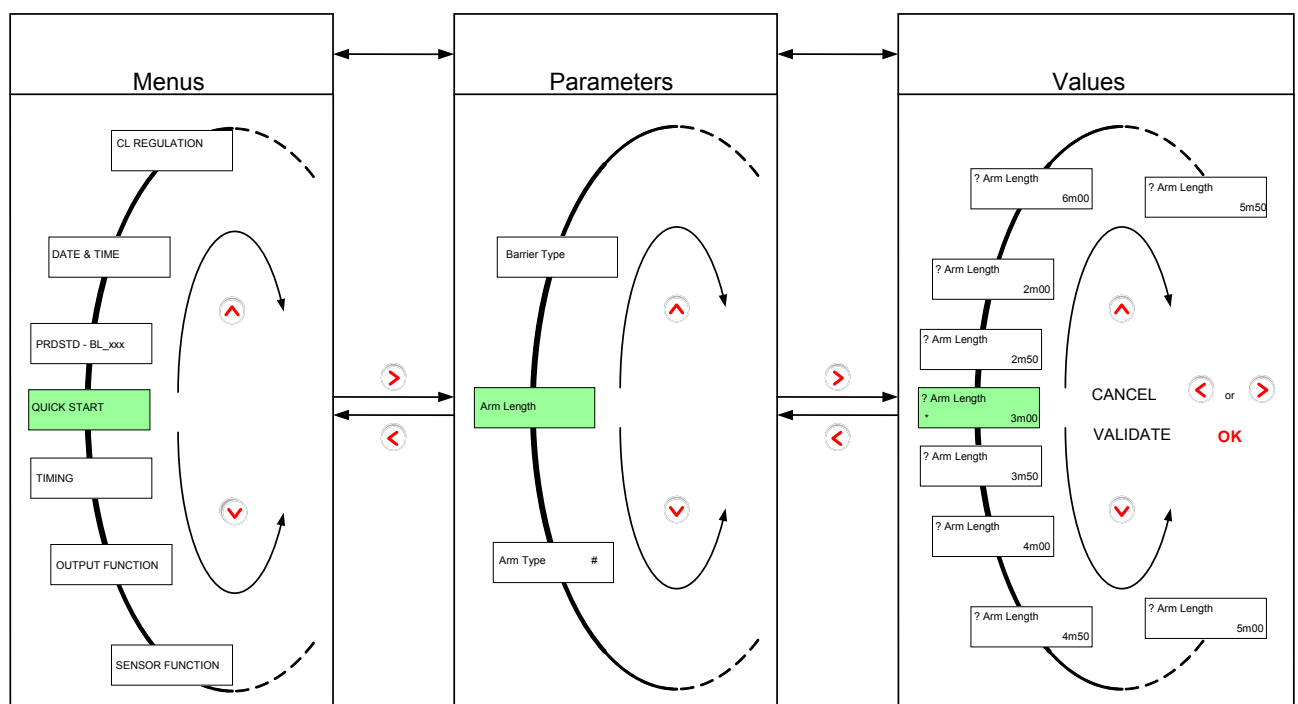 Menus
CL REGULATION
DATE & TIME
PRDSTD - BL_xxx
QUICK START
TIMING
OUTPUT FUNCTION
SENSOR FUNCTION
Parameters
Barrier Type
Arm Length
Arm Type #
Values
? Arm Length
6m00
? Arm Length
5m50
? Arm Length
2m00
? Arm Length
2m50
? Arm Length
* 3m00
CANCEL or
VALIDATE OK
? Arm Length
3m50
? Arm Length
4m00
? Arm Length
4m50
? Arm Length
5m00